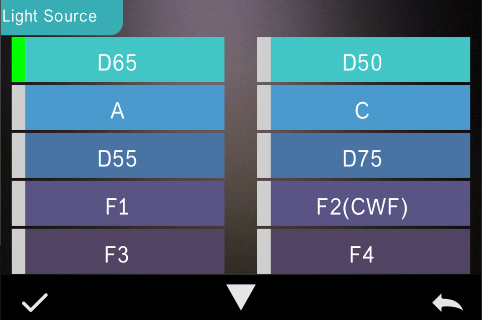 Light Source
D65 D50
A C
D55 D75
F1 F2(CWF)
F3 F4